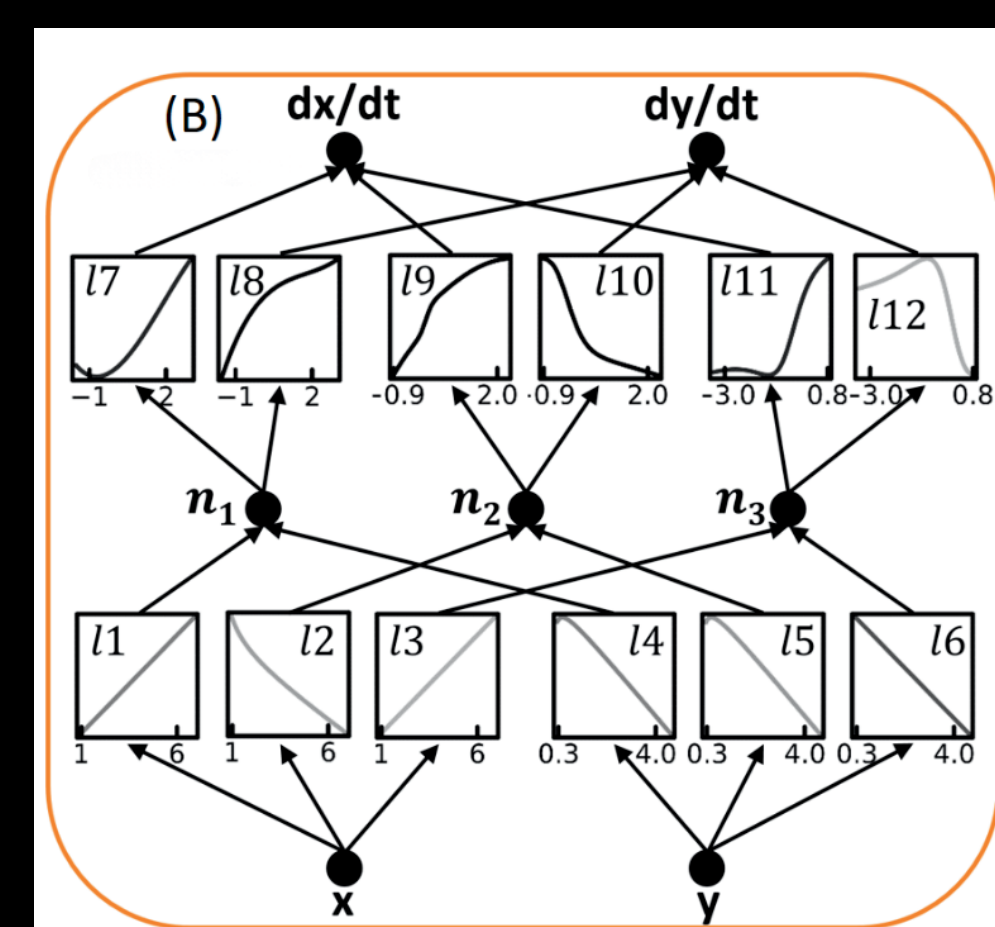 (B) dx/dt dy/dt
l7 l8 l9 l10 l11 l12
−1 2 −1 2 -0.9 2.0 -0.9 2.0 -3.0 0.8 -3.0 0.8
n₁ n₂ n₃
l1 l2 l3 l4 l5 l6
1 6 1 6 1 6 0.3 4.0 0.3 4.0 0.3 4.0
x y